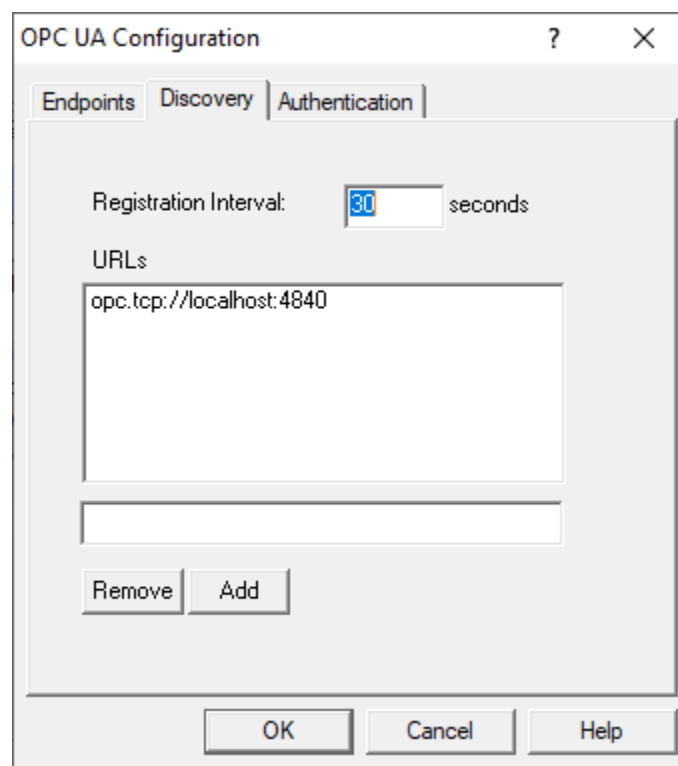 OPC UA Configuration ? X
Endpoints Discovery Authentication
Registration Interval: 30 seconds
URLs
opc.tcp://localhost:4840
Remove Add
OK Cancel Help